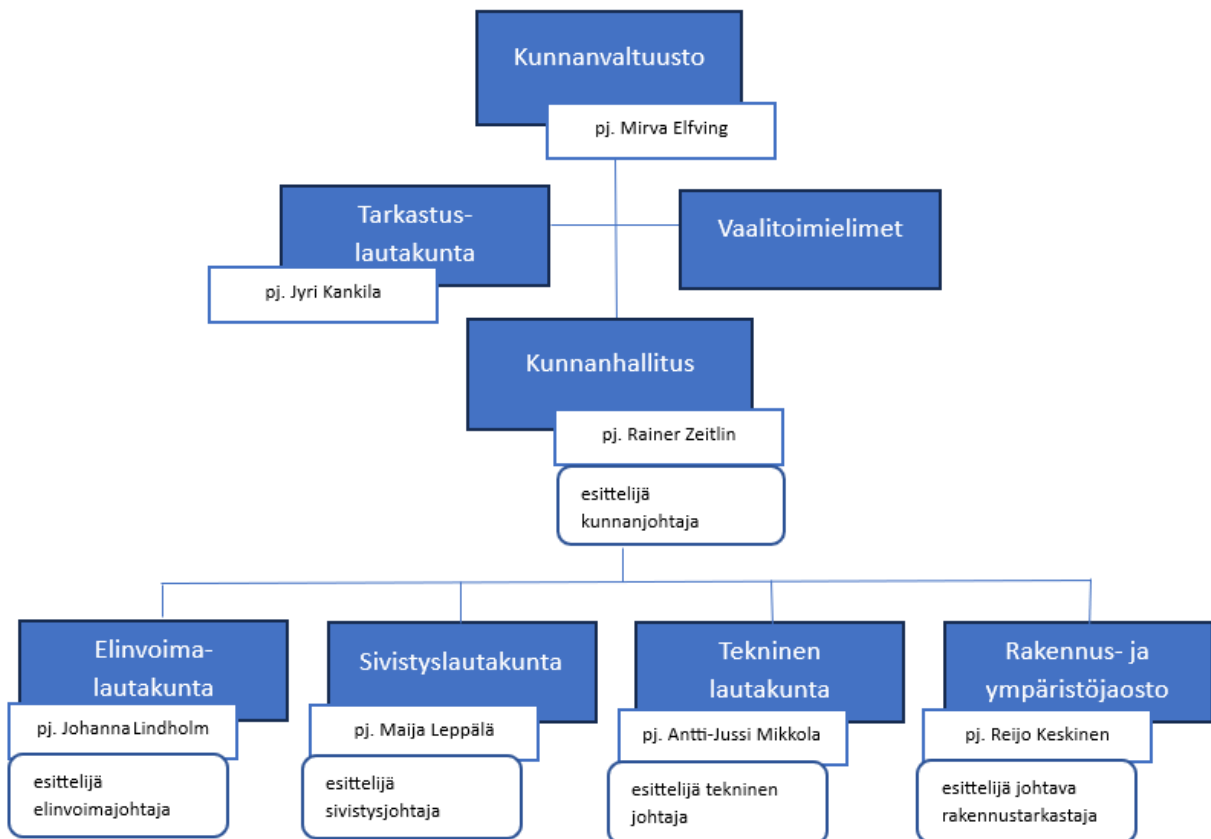 Kunnanvaltuusto
pj. Mirva Elfving
Tarkastus-
lautakunta
pj. Jyri Kankila
Vaalitoimielimet
Kunnanhallitus
pj. Rainer Zeitlin
esittelijä
kunnanjohtaja
Elinvoima-
lautakunta
pj. Johanna Lindholm
esittelijä
elinvoimajohtaja
Sivistyslautakunta
pj. Maija Leppälä
esittelijä
sivistysjohtaja
Tekninen
lautakunta
pj. Antti-Jussi Mikkola
esittelijä tekninen
johtaja
Rakennus- ja
ympäristöjaosto
pj. Reijo Keskinen
esittelijä johtava
rakennustarkastaja